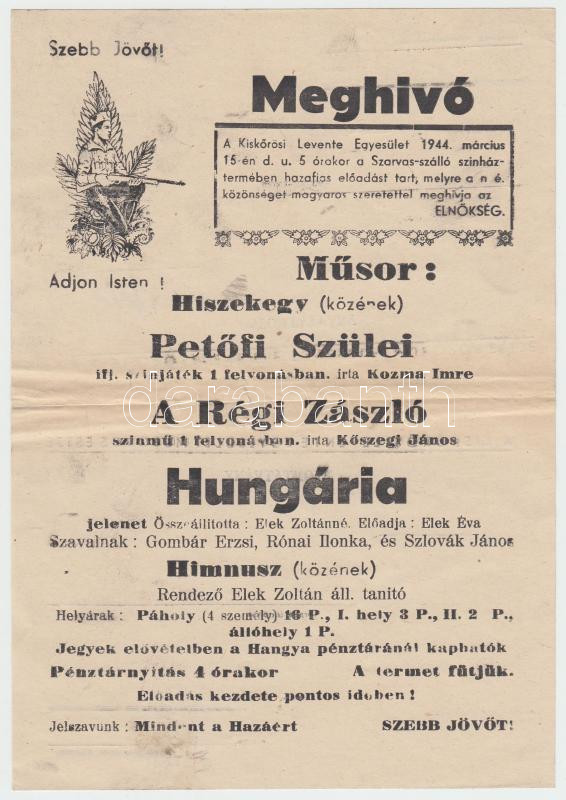 Szebb Jövőt!
Meghivó
A Kiskőrösi Levente Egyesület 1944. március
15-én d. u. 5 órakor a Szarvas-szálló szinház-
termében hazafias előadást tart, melyre a n é.
közönséget magyaros szeretettel meghivja az
ELNÖKSÉG.
Adjon Isten !
Műsor :
Hiszekegy (közének)
Petőfi Szülei
ifj. szinjáték 1 felvonásban. irta Kozma Imre
A Régi Zászló
szinmű 1 felvonásban. irta Kőszegi János
darabanth
Hungária
jelenet Összeállitotta : Elek Zoltánné. Előadja : Elek Éva
Szavalnak : Gombár Erzsi, Rónai Ilonka, és Szlovák János
Himnusz (közének)
Rendező Elek Zoltán áll. tanitó
Helyárak : Páholy (4 személy) 16 P., I. hely 3 P., II. 2 P.,
állóhely 1 P.
Jegyek elővételben a Hangya pénztáránál kaphatók
Pénztárnyitás 4 órakor A termet fűtjük.
Előadás kezdete pontos időben !
Jelszavunk : Mindent a Hazáért SZEBB JÖVŐT!